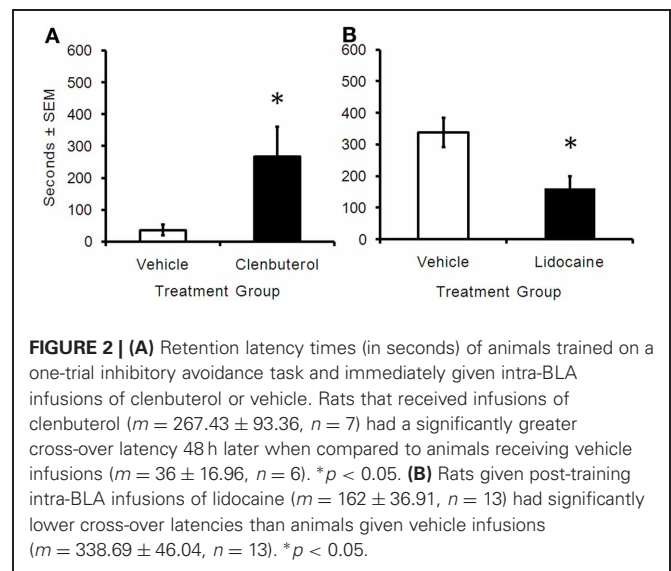 A
B
600
500
400
300
200
100
0
Seconds ± SEM
*
Vehicle
Clenbuterol
Treatment Group
600
500
400
300
200
100
0
*
Vehicle
Lidocaine
Treatment Group
FIGURE 2 | (A) Retention latency times (in seconds) of animals trained on a
one-trial inhibitory avoidance task and immediately given intra-BLA
infusions of clenbuterol or vehicle. Rats that received infusions of
clenbuterol (m = 267.43 ± 93.36, n = 7) had a significantly greater
cross-over latency 48 h later when compared to animals receiving vehicle
infusions (m = 36 ± 16.96, n = 6). *p < 0.05. (B) Rats given post-training
intra-BLA infusions of lidocaine (m = 162 ± 36.91, n = 13) had significantly
lower cross-over latencies than animals given vehicle infusions
(m = 338.69 ± 46.04, n = 13). *p < 0.05.